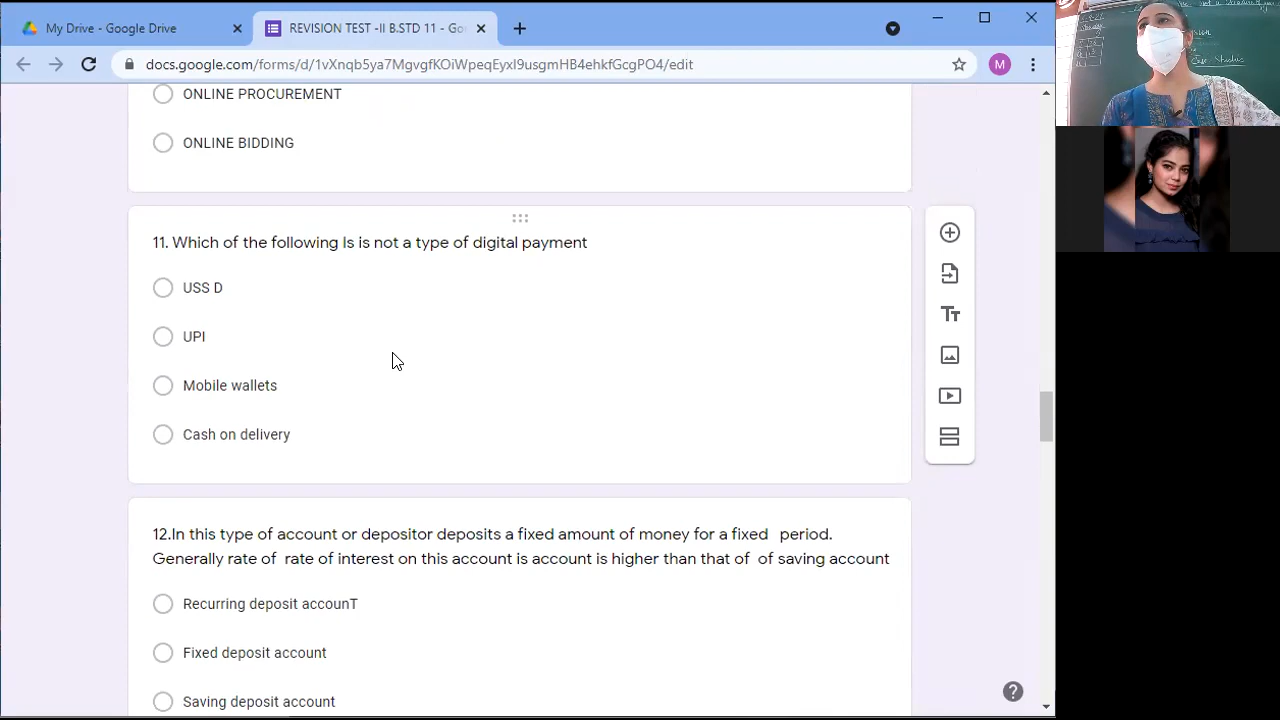 My Drive - Google Drive
REVISION TEST -II B.STD 11 - Go
docs.google.com/forms/d/1vXnqb5ya7MgvgfKOiWpeqEyxI9usgmHB4ehkfGcgPO4/edit
M
ONLINE PROCUREMENT
ONLINE BIDDING
11. Which of the following Is is not a type of digital payment
USS D
UPI
Mobile wallets
Cash on delivery
12.In this type of account or depositor deposits a fixed amount of money for a fixed period.
Generally rate of rate of interest on this account is account is higher than that of of saving account
Recurring deposit accounT
Fixed deposit account
Saving deposit account